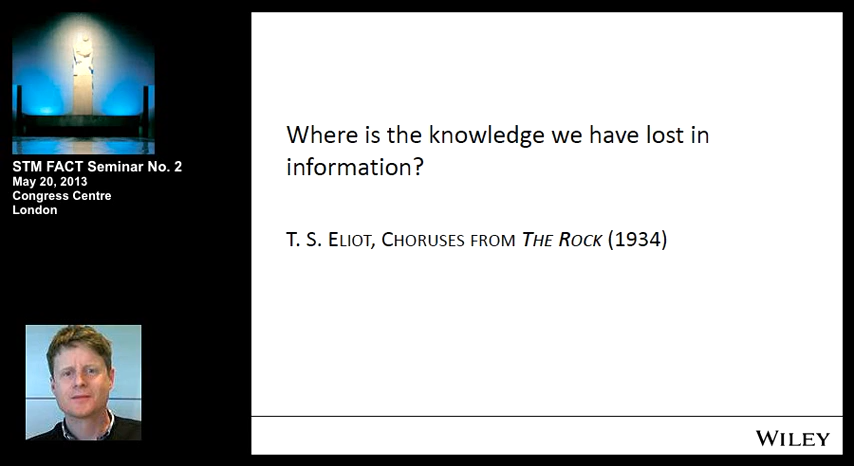 STM FACT Seminar No. 2
May 20, 2013
Congress Centre
London
Where is the knowledge we have lost in
information?
T. S. ELIOT, CHORUSES FROM THE ROCK (1934)
WILEY